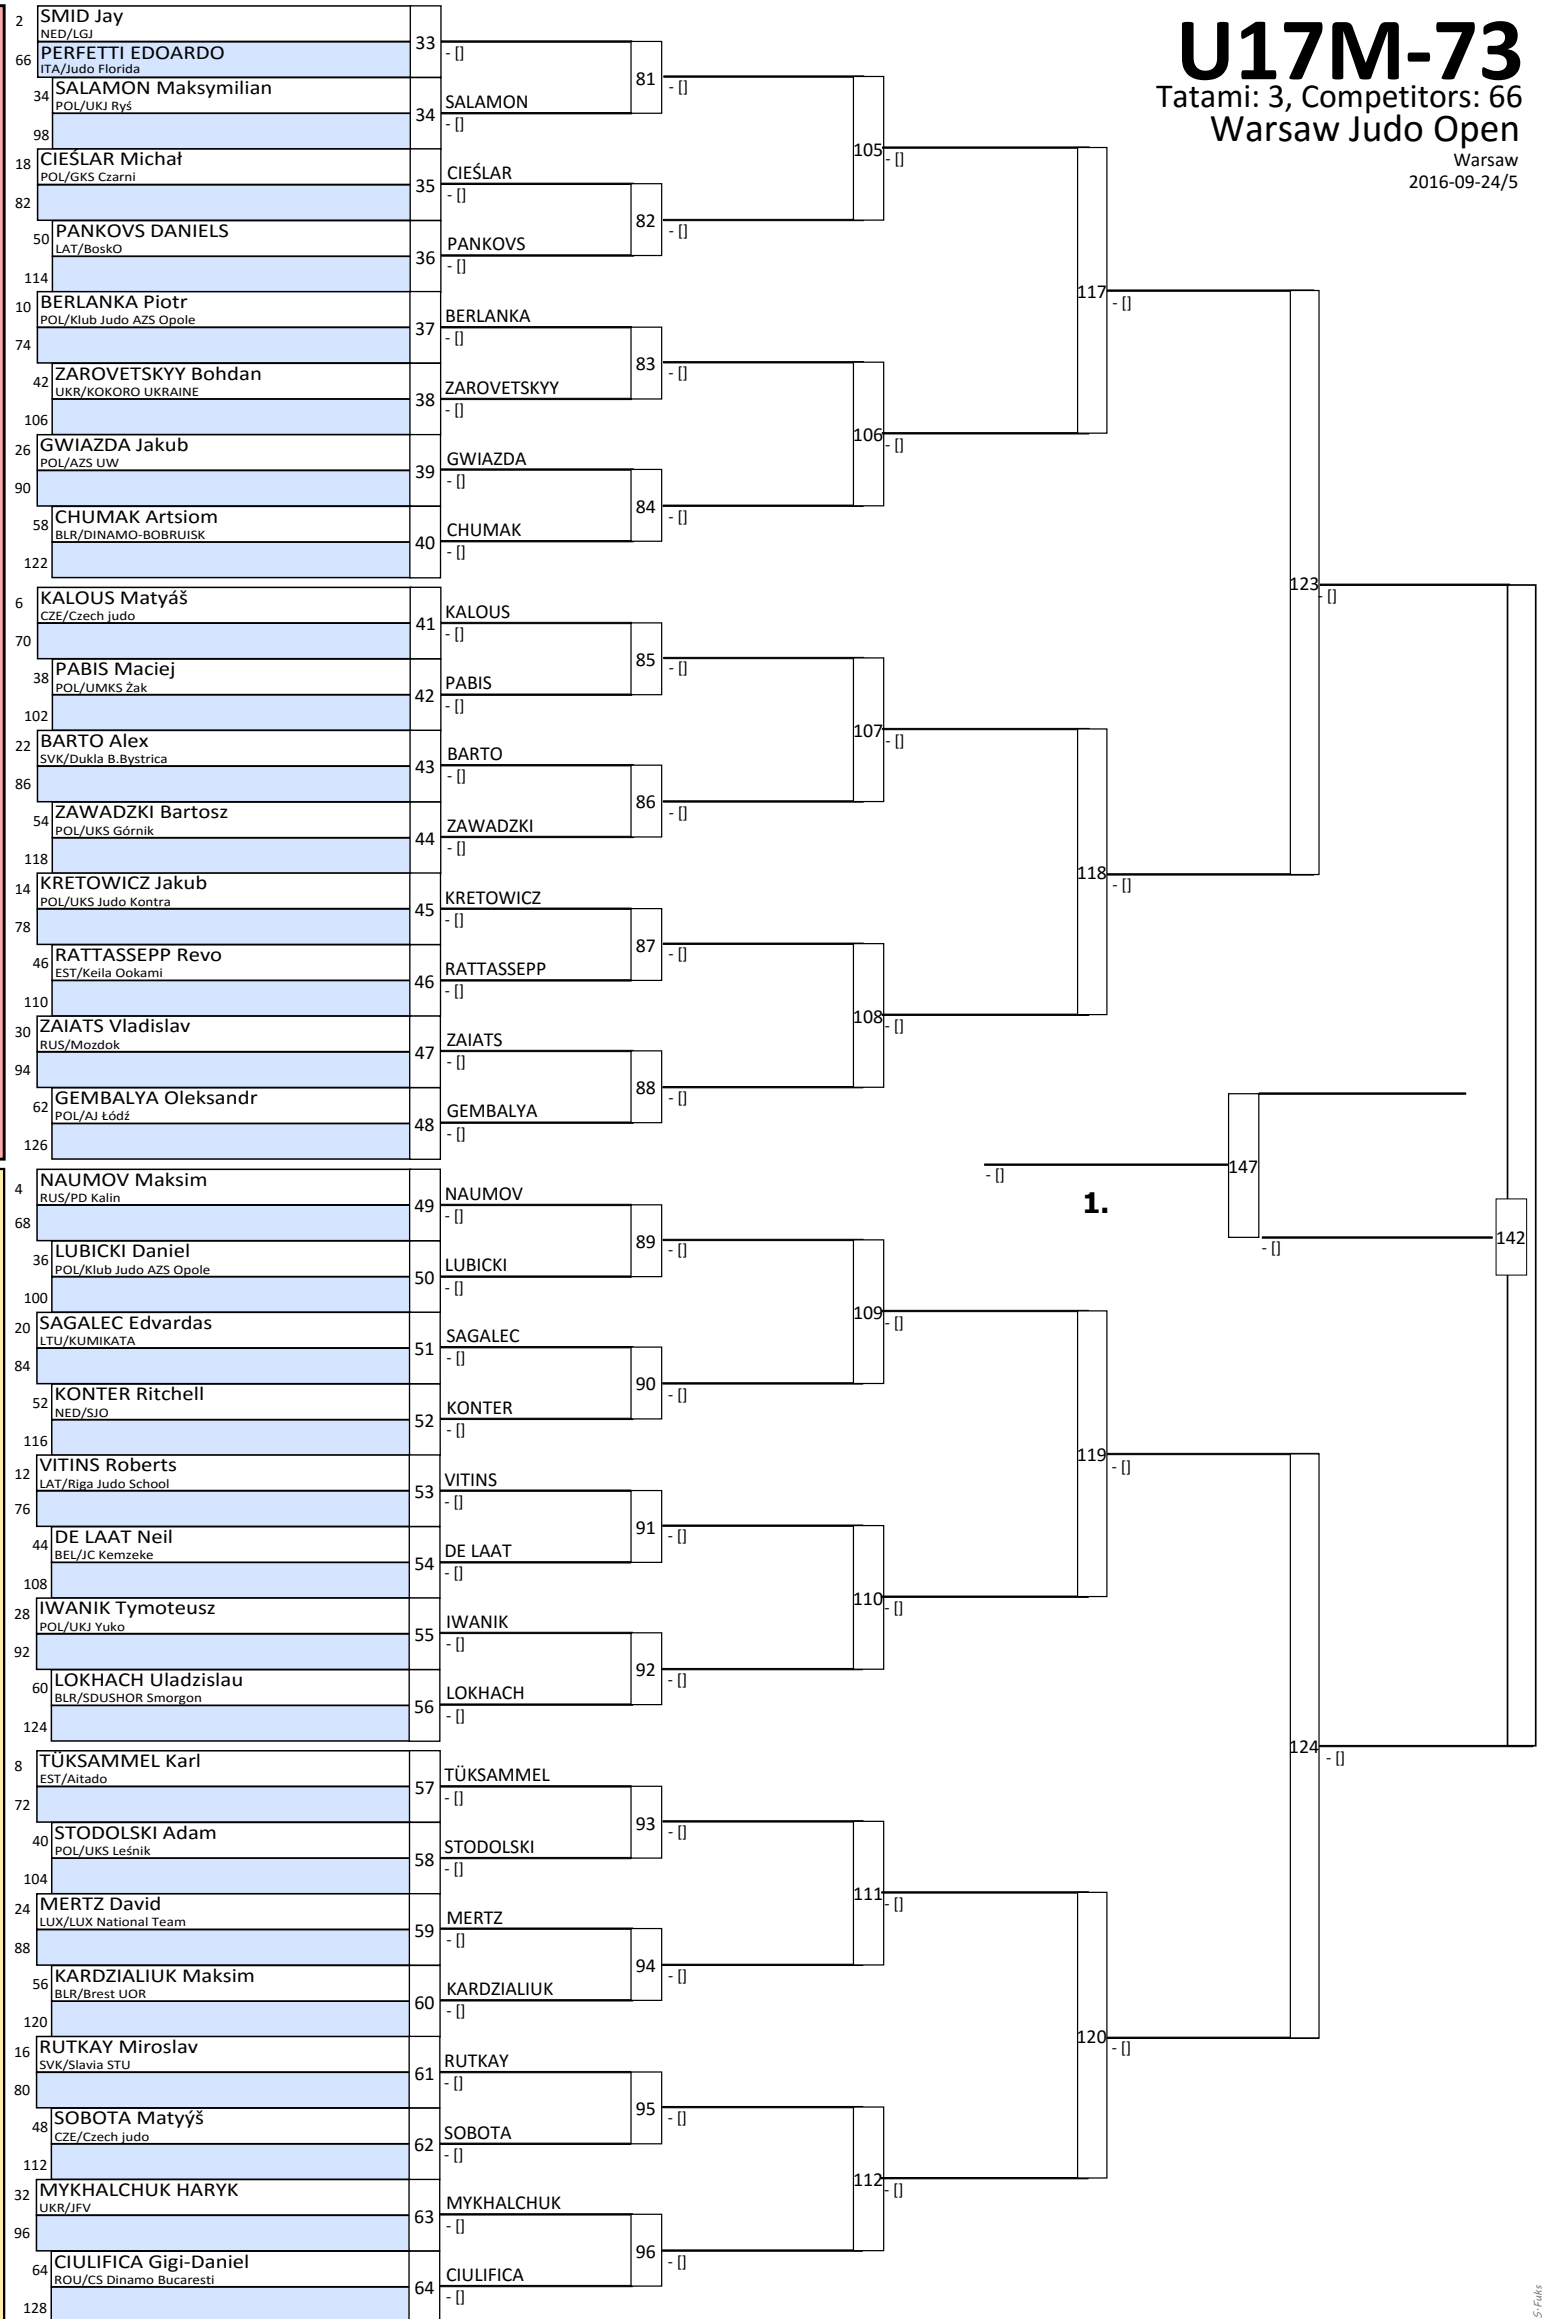 U17M-73
Tatami: 3, Competitors: 66
Warsaw Judo Open
Warsaw
2016-09-24/5
2 SMID Jay
NED/LGJ
33
- []
66 PERFETTI EDOARDO
ITA/Judo Florida
81
- []
34 SALAMON Maksymilian
POL/UKJ Ryś
34
SALAMON
- []
98
105
- []
18 CIEŚLAR Michał
POL/GKS Czarni
35
CIEŚLAR
- []
82
82
- []
50 PANKOVS DANIELS
LAT/BoskO
36
PANKOVS
- []
114
117
- []
10 BERLANKA Piotr
POL/Klub Judo AZS Opole
37
BERLANKA
- []
74
83
- []
42 ZAROVETSKYY Bohdan
UKR/KOKORO UKRAINE
38
ZAROVETSKYY
- []
106
106
- []
26 GWIAZDA Jakub
POL/AZS UW
39
GWIAZDA
- []
90
84
- []
58 CHUMAK Artsiom
BLR/DINAMO-BOBRUISK
40
CHUMAK
- []
122
123
- []
6 KALOUS Matyáš
CZE/Czech judo
41
KALOUS
- []
70
85
- []
38 PABIS Maciej
POL/UMKS Żak
42
PABIS
- []
102
107
- []
22 BARTO Alex
SVK/Dukla B.Bystrica
43
BARTO
- []
86
86
- []
54 ZAWADZKI Bartosz
POL/UKS Górnik
44
ZAWADZKI
- []
118
118
- []
14 KRETOWICZ Jakub
POL/UKS Judo Kontra
45
KRETOWICZ
- []
78
87
- []
46 RATTASSEPP Revo
EST/Keila Ookami
46
RATTASSEPP
- []
110
108
- []
30 ZAIATS Vladislav
RUS/Mozdok
47
ZAIATS
- []
94
88
- []
62 GEMBALYA Oleksandr
POL/AJ Łódź
48
GEMBALYA
- []
126
147
- []
1.
142
- []
4 NAUMOV Maksim
RUS/PD Kalin
49
NAUMOV
- []
68
89
- []
36 LUBICKI Daniel
POL/Klub Judo AZS Opole
50
LUBICKI
- []
100
109
- []
20 SAGALEC Edvardas
LTU/KUMIKATA
51
SAGALEC
- []
84
90
- []
52 KONTER Ritchell
NED/SJO
52
KONTER
- []
116
119
- []
12 VITINS Roberts
LAT/Riga Judo School
53
VITINS
- []
76
91
- []
44 DE LAAT Neil
BEL/JC Kemzeke
54
DE LAAT
- []
108
110
- []
28 IWANIK Tymoteusz
POL/UKJ Yuko
55
IWANIK
- []
92
92
- []
60 LOKHACH Uladzislau
BLR/SDUSHOR Smorgon
56
LOKHACH
- []
124
124
- []
8 TÜKSAMMEL Karl
EST/Aitado
57
TÜKSAMMEL
- []
72
93
- []
40 STODOLSKI Adam
POL/UKS Leśnik
58
STODOLSKI
- []
104
111
- []
24 MERTZ David
LUX/LUX National Team
59
MERTZ
- []
88
94
- []
56 KARDZIALIUK Maksim
BLR/Brest UOR
60
KARDZIALIUK
- []
120
120
- []
16 RUTKAY Miroslav
SVK/Slavia STU
61
RUTKAY
- []
80
95
- []
48 SOBOTA Matyýš
CZE/Czech judo
62
SOBOTA
- []
112
112
- []
32 MYKHALCHUK HARYK
UKR/JFV
63
MYKHALCHUK
- []
96
96
- []
64 CIULIFICA Gigi-Daniel
ROU/CS Dinamo Bucaresti
64
CIULIFICA
- []
128
S-Fuks